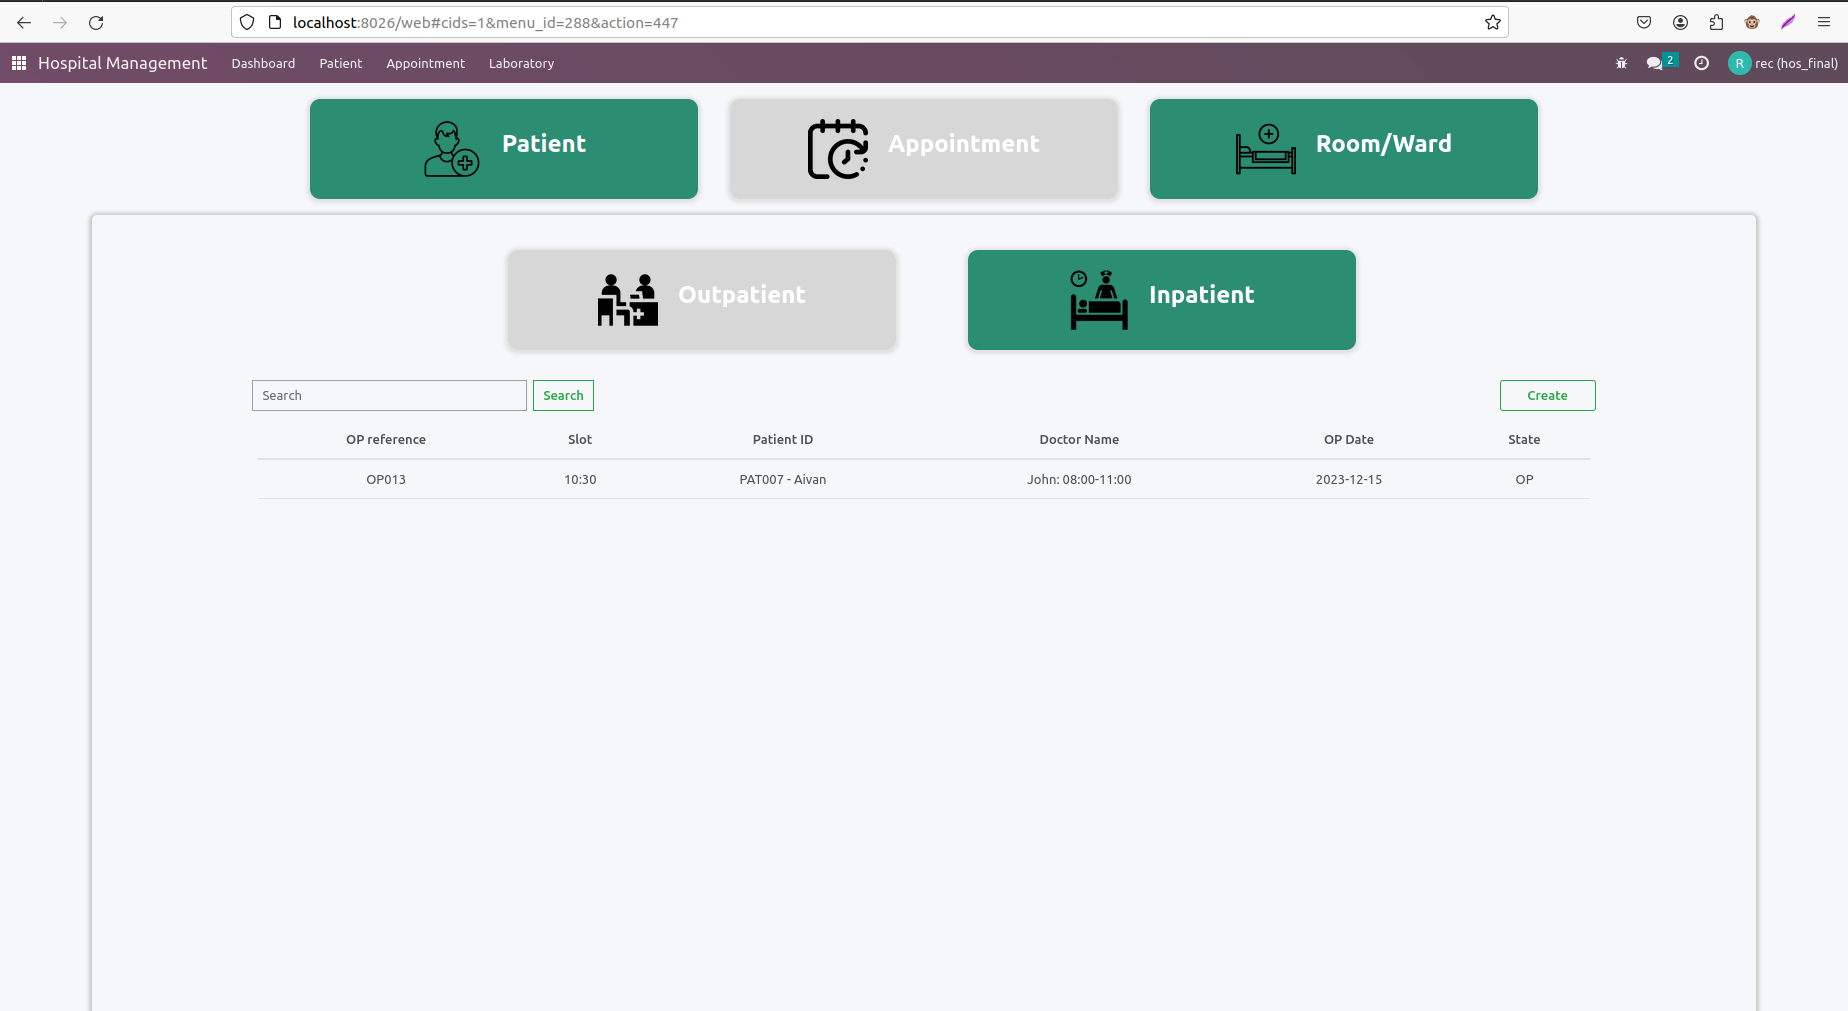 localhost:8026/web#cids=1&menu_id=288&action=447
Hospital Management Dashboard Patient Appointment Laboratory 2 R rec (hos_final)
Patient Appointment Room/Ward
Outpatient Inpatient
Search Search Create
OP reference Slot Patient ID Doctor Name OP Date State
OP013 10:30 PAT007 - Aivan John: 08:00-11:00 2023-12-15 OP